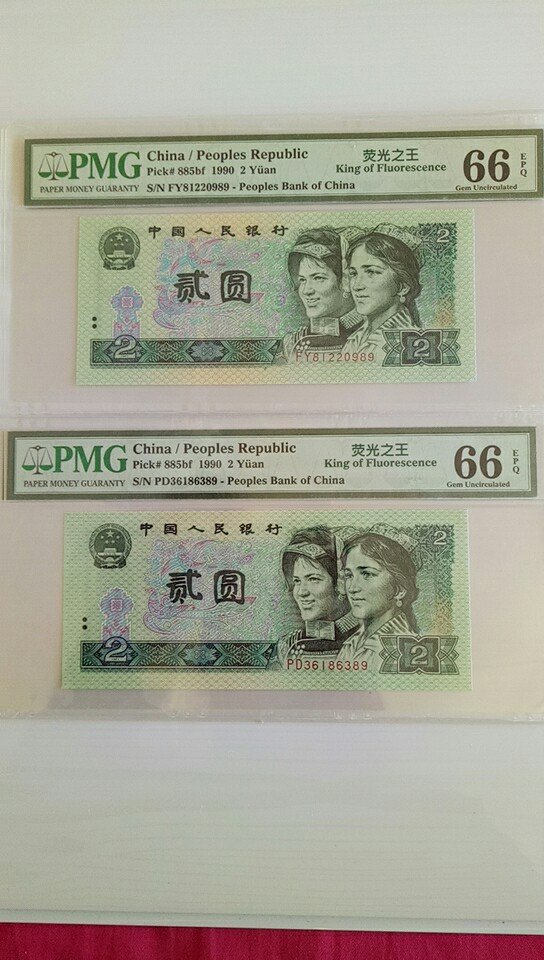 PMG
PAPER MONEY GUARANTY
China / Peoples Republic
Pick# 885bf 1990 2 Yüan
S/N FY81220989 - Peoples Bank of China
荧光之王
King of Fluorescence
66
EPQ
Gem Uncirculated
中国人民银行
贰圆
2
FY81220989
2
2
PMG
PAPER MONEY GUARANTY
China / Peoples Republic
Pick# 885bf 1990 2 Yüan
S/N PD36186389 - Peoples Bank of China
荧光之王
King of Fluorescence
66
EPQ
Gem Uncirculated
中国人民银行
贰圆
2
PD36186389
2
2